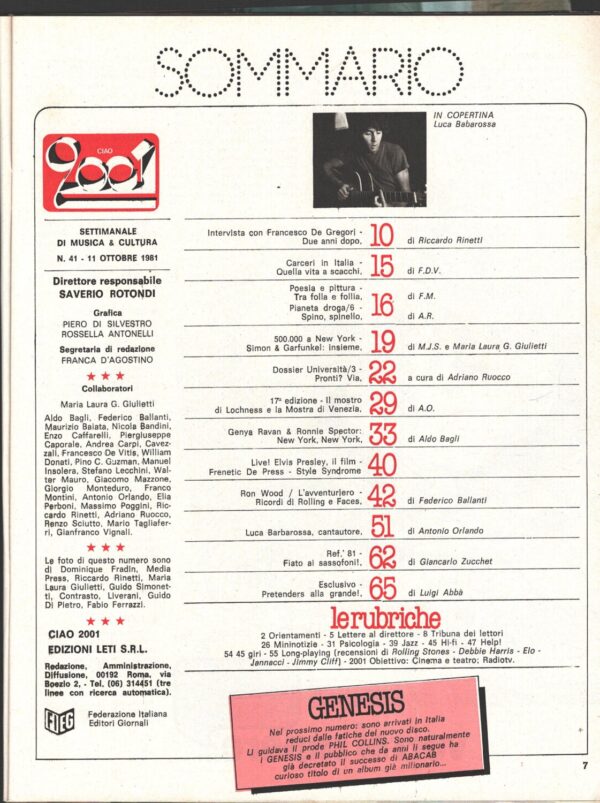 SOMMARIO
IN COPERTINA
Luca Babarossa
CIAO
2001
SETTIMANALE
DI MUSICA & CULTURA
N. 41 - 11 OTTOBRE 1981
Direttore responsabile
SAVERIO ROTONDI
Grafica
PIERO DI SILVESTRO
ROSSELLA ANTONELLI
Segretaria di redazione
FRANCA D'AGOSTINO
★ ★ ★
Collaboratori
Maria Laura G. Giulietti
Aldo Bagli, Federico Ballanti,
Maurizio Baiata, Nicola Bandini,
Enzo Caffarelli, Piergiuseppe
Caporale, Andrea Carpi, Cavez-
zali, Francesco De Vitis, William
Donati, Pino C. Guzman, Manuel
Insolera, Stefano Lecchini, Wal-
ter Mauro, Giacomo Mazzone,
Giorgio Monteduro, Franco
Montini, Antonio Orlando, Elia
Perboni, Massimo Poggini, Ric-
cardo Rinetti, Adriano Ruocco,
Renzo Sciutto, Mario Tagliafer-
ri, Gianfranco Vignali.
★ ★ ★
Le foto di questo numero sono
di Dominique Fradin, Media
Press, Riccardo Rinetti, Maria
Laura Giulietti, Guido Simonet-
ti, Contrasto, Liverani, Guido
Di Pietro, Fabio Ferrazzi.
★ ★ ★
CIAO 2001
EDIZIONI LETI S.R.L.
Redazione, Amministrazione,
Diffusione, 00192 Roma, via
Boezio 2, - Tel. (06) 314451 (tre
linee con ricerca automatica).
FIEG
Federazione Italiana
Editori Giornali
Intervista con Francesco De Gregori -
Due anni dopo, 10 di Riccardo Rinetti
Carceri in Italia -
Quella vita a scacchi, 15 di F.D.V.
Poesia e pittura -
Tra folla e follia, 16 di F.M.
Pianeta droga/6 -
Spino, spinello, di A.R.
500.000 a New York -
Simon & Garfunkel: insieme, 19 di M.J.S. e Maria Laura G. Giulietti
Dossier Università/3 -
Pronti? Via, 22 a cura di Adriano Ruocco
17ª edizione - Il mostro
di Lochness e la Mostra di Venezia, 29 di A.O.
Genya Ravan & Ronnie Spector:
New York, New York, 33 di Aldo Bagli
Live! Elvis Presley, il film -
Frenetic De Press - Style Syndrome 40
Ron Wood / L'avventuriero -
Ricordi di Rolling e Faces, 42 di Federico Ballanti
Luca Barbarossa, cantautore, 51 di Antonio Orlando
Ref.' 81 -
Fiato ai sassofoni!, 62 di Giancarlo Zucchet
Esclusivo -
Pretenders alla grande!, 65 di Luigi Abbà
le rubriche
2 Orientamenti - 5 Lettere al direttore - 8 Tribuna dei lettori
26 Mininotizie - 31 Psicologia - 39 Jazz - 45 Hi-fi - 47 Help!
54 45 giri - 55 Long-playing (recensioni di Rolling Stones - Debbie Harris - Elo -
Jannacci - Jimmy Cliff) - 2001 Obiettivo: Cinema e teatro; Radiotv.
GENESIS
Nel prossimo numero: sono arrivati in Italia
reduci dalle fatiche del nuovo disco.
Li guidava il prode PHIL COLLINS. Sono naturalmente
i GENESIS e il pubblico che da anni li segue ha
già decretato il successo di ABACAB
curioso titolo di un album già milionario...
7